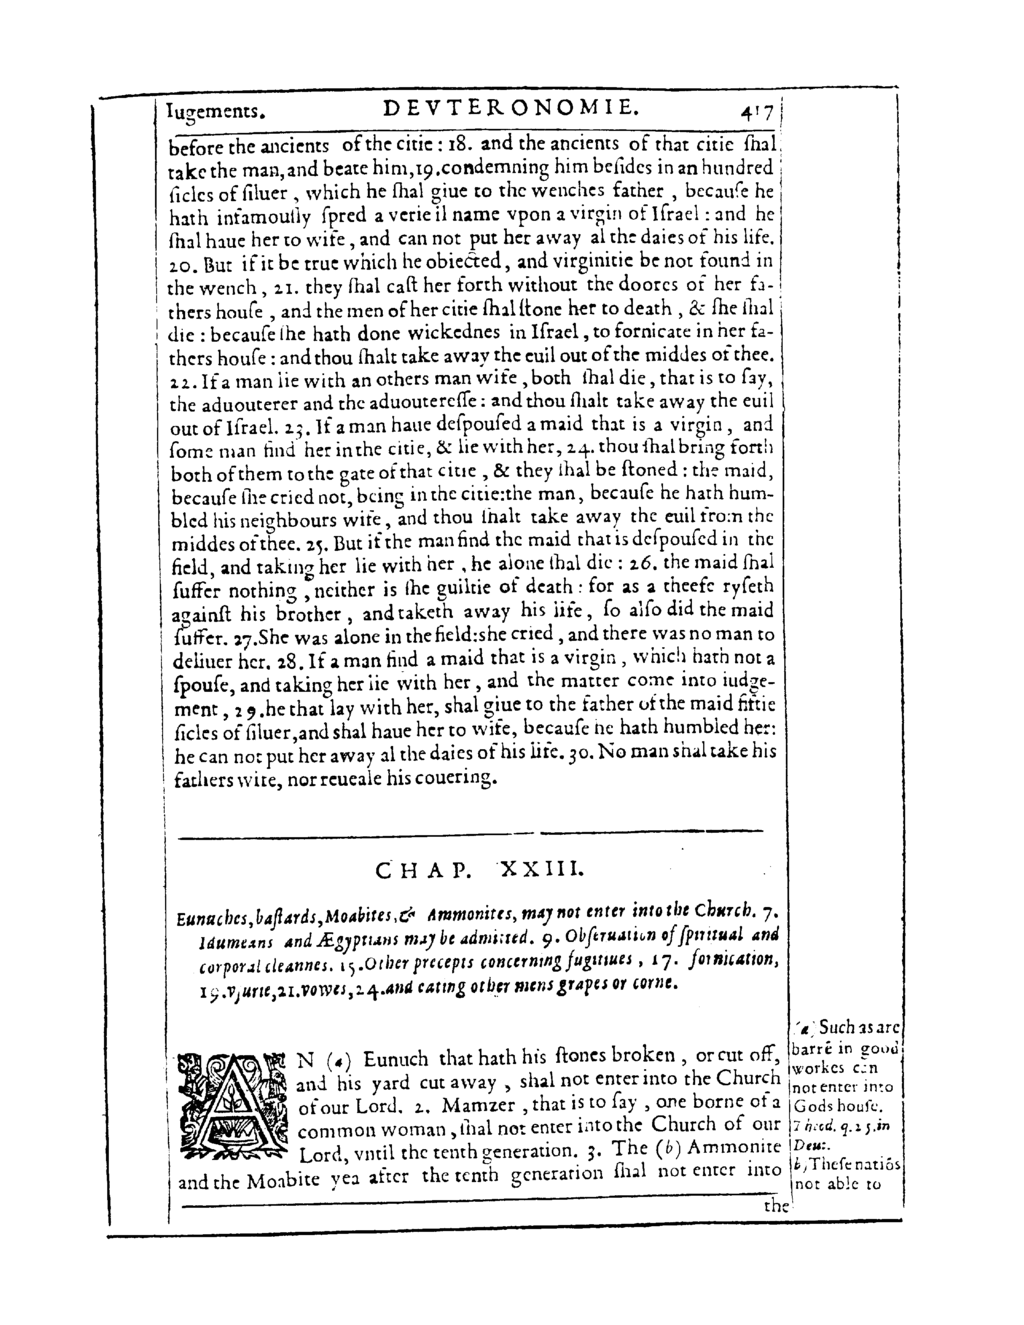 Iugements. DEVTERONOMIE. 417
before the ancients of the citie: 18. and the ancients of that citie ſhal
take the man, and beate him, 19. condemning him beſides in an hundred
ſicles of ſiluer, which he ſhal giue to the wenches father, becauſe he
hath infamouſly ſpred a verie il name vpon a virgin of Iſrael: and he
ſhal haue her to wife, and can not put her away al the daies of his life.
20. But if it be true which he obiected, and virginitie be not found in
the wench, 21. they ſhal caſt her forth without the doores of her fa-
thers houſe, and the men of her citie ſhal ſtone her to death, & ſhe ſhal
die: becauſe ſhe hath done wickednes in Iſrael, to fornicate in her fa-
thers houſe: and thou ſhalt take away the euil out of the middes of thee.
22. If a man lie with an others man wife, both ſhal die, that is to ſay,
the aduouterer and the aduoutereſſe: and thou ſhalt take away the euil
out of Iſrael. 23. If a man haue deſpouſed a maid that is a virgin, and
ſome man find her in the citie, & lie with her, 24. thou ſhal bring forth
both of them to the gate of that citie, & they ſhal be ſtoned: the maid,
becauſe ſhe cried not, being in the citie: the man, becauſe he hath hum-
bled his neighbours wife, and thou ſhalt take away the euil from the
middes of thee. 25. But if the man find the maid that is deſpouſed in the
field, and taking her lie with her, he alone ſhal die: 26. the maid ſhal
ſuffer nothing, neither is ſhe guiltie of death: for as a theefe ryſeth
againſt his brother, and taketh away his life, ſo alſo did the maid
ſuffer. 27. She was alone in the field: she cried, and there was no man to
deliuer her. 28. If a man find a maid that is a virgin, which hath not a
ſpouſe, and taking her lie with her, and the matter come into iudge-
ment, 29. he that lay with her, shal giue to the father of the maid fiftie
ſicles of ſiluer, and shal haue her to wife, becauſe he hath humbled her:
he can not put her away al the daies of his life. 30. No man shal take his
fathers wife, nor reueale his couering.
CHAP. XXIII.
Eunuches, baſtards, Moabites, & Ammonites, may not enter into the Church. 7.
Idumeans and Ægyptians may be admitted. 9. Obſeruation of ſpiritual and
corporal cleannes. 15. Other precepts concerning fugitiues, 17. fornication,
19. vſurie, 21. vowes, 24. and eating other mens grapes or corne.
AN (a) Eunuch that hath his ſtones broken, or cut off,
and his yard cut away, shal not enter into the Church
of our Lord. 2. Mamzer, that is to ſay, one borne of a
common woman, ſhal not enter into the Church of our
Lord, vntil the tenth generation. 3. The (b) Ammonite
and the Moabite yea after the tenth generation ſhal not enter into
the
(a) Such as are
barrē in good
workes can
not enter into
Gods houſe.
Theod. q. 25. in
Deut.
(b) Theſe natiōs
not able to